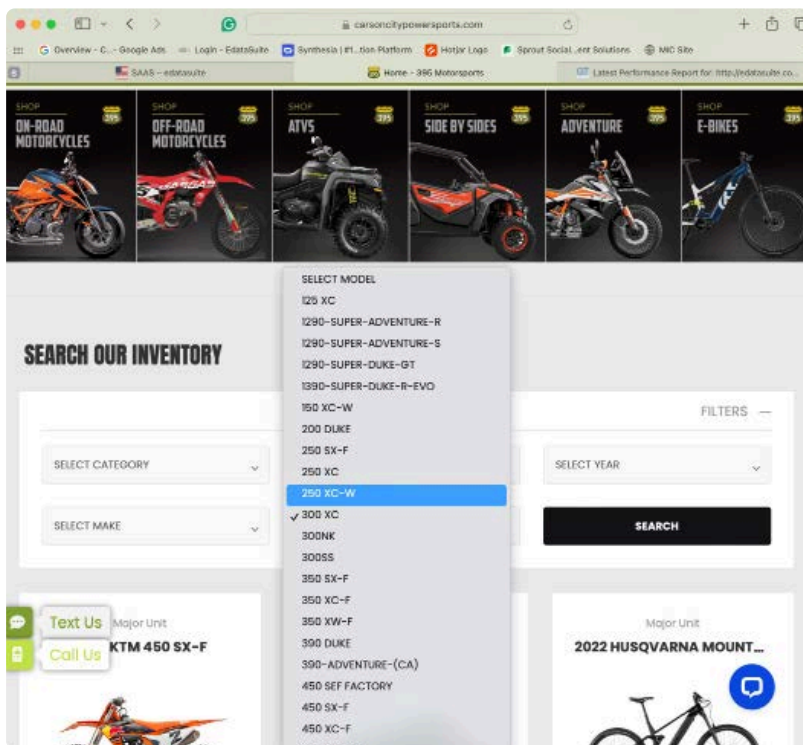 carsoncitypowersports.com
Overview - C... - Google Ads
Login - EdataSuite
Synthesia | #1...tion Platform
Hotjar Logo
Sprout Social...ent Solutions
MIC Site
SAAS - edatasuite
Home - 395 Motorsports
Latest Performance Report for: http://edatasuite.co...
SHOP
ON-ROAD
MOTORCYCLES
395
SHOP
OFF-ROAD
MOTORCYCLES
395
SHOP
ATVS
395
SHOP
SIDE BY SIDES
395
SHOP
ADVENTURE
395
SHOP
E-BIKES
395
SELECT MODEL
125 XC
1290-SUPER-ADVENTURE-R
1290-SUPER-ADVENTURE-S
1290-SUPER-DUKE-GT
1390-SUPER-DUKE-R-EVO
150 XC-W
200 DUKE
250 SX-F
250 XC
250 XC-W
300 XC
300NK
300SS
350 SX-F
350 XC-F
350 XW-F
390 DUKE
390-ADVENTURE-(CA)
450 SEF FACTORY
450 SX-F
450 XC-F
SEARCH OUR INVENTORY
FILTERS
SELECT CATEGORY
SELECT YEAR
SELECT MAKE
SEARCH
Text Us
Call Us
Major Unit
KTM 450 SX-F
Major Unit
2022 HUSQVARNA MOUNT...